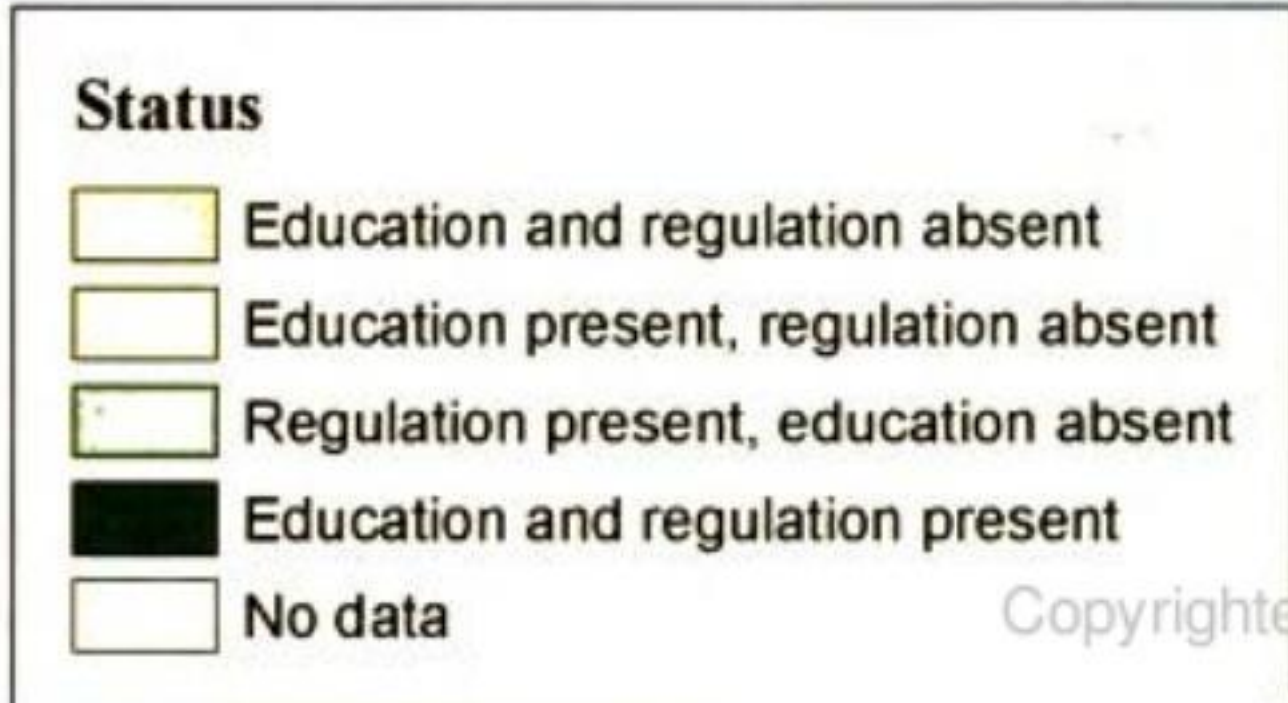 Status
Education and regulation absent
Education present, regulation absent
Regulation present, education absent
Education and regulation present
No data
Copyrighte